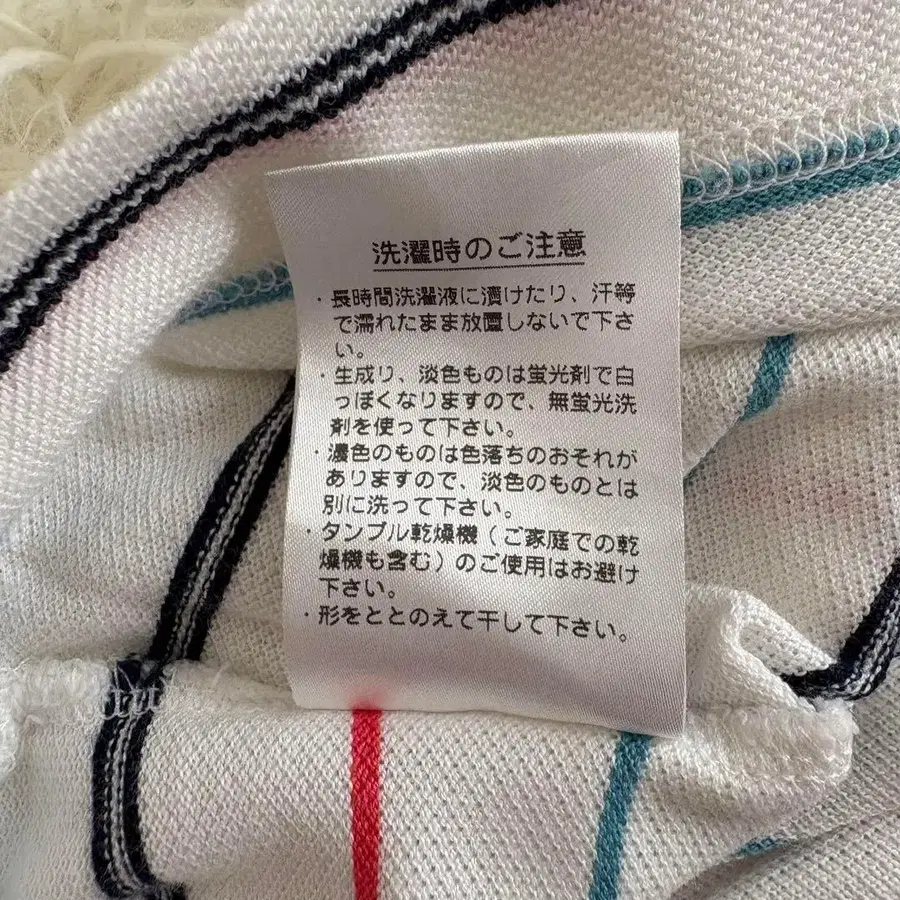 洗濯時のご注意
・長時間洗濯液に漬けたり、汗等
で濡れたまま放置しないで下さ
い。
・生成り、淡色ものは蛍光剤で白
っぽくなりますので、無蛍光洗
剤を使って下さい。
・濃色のものは色落ちのおそれが
ありますので、淡色のものとは
別に洗って下さい。
・タンブル乾燥機（ご家庭での乾
燥機も含む）のご使用はお避け
下さい。
・形をととのえて干して下さい。